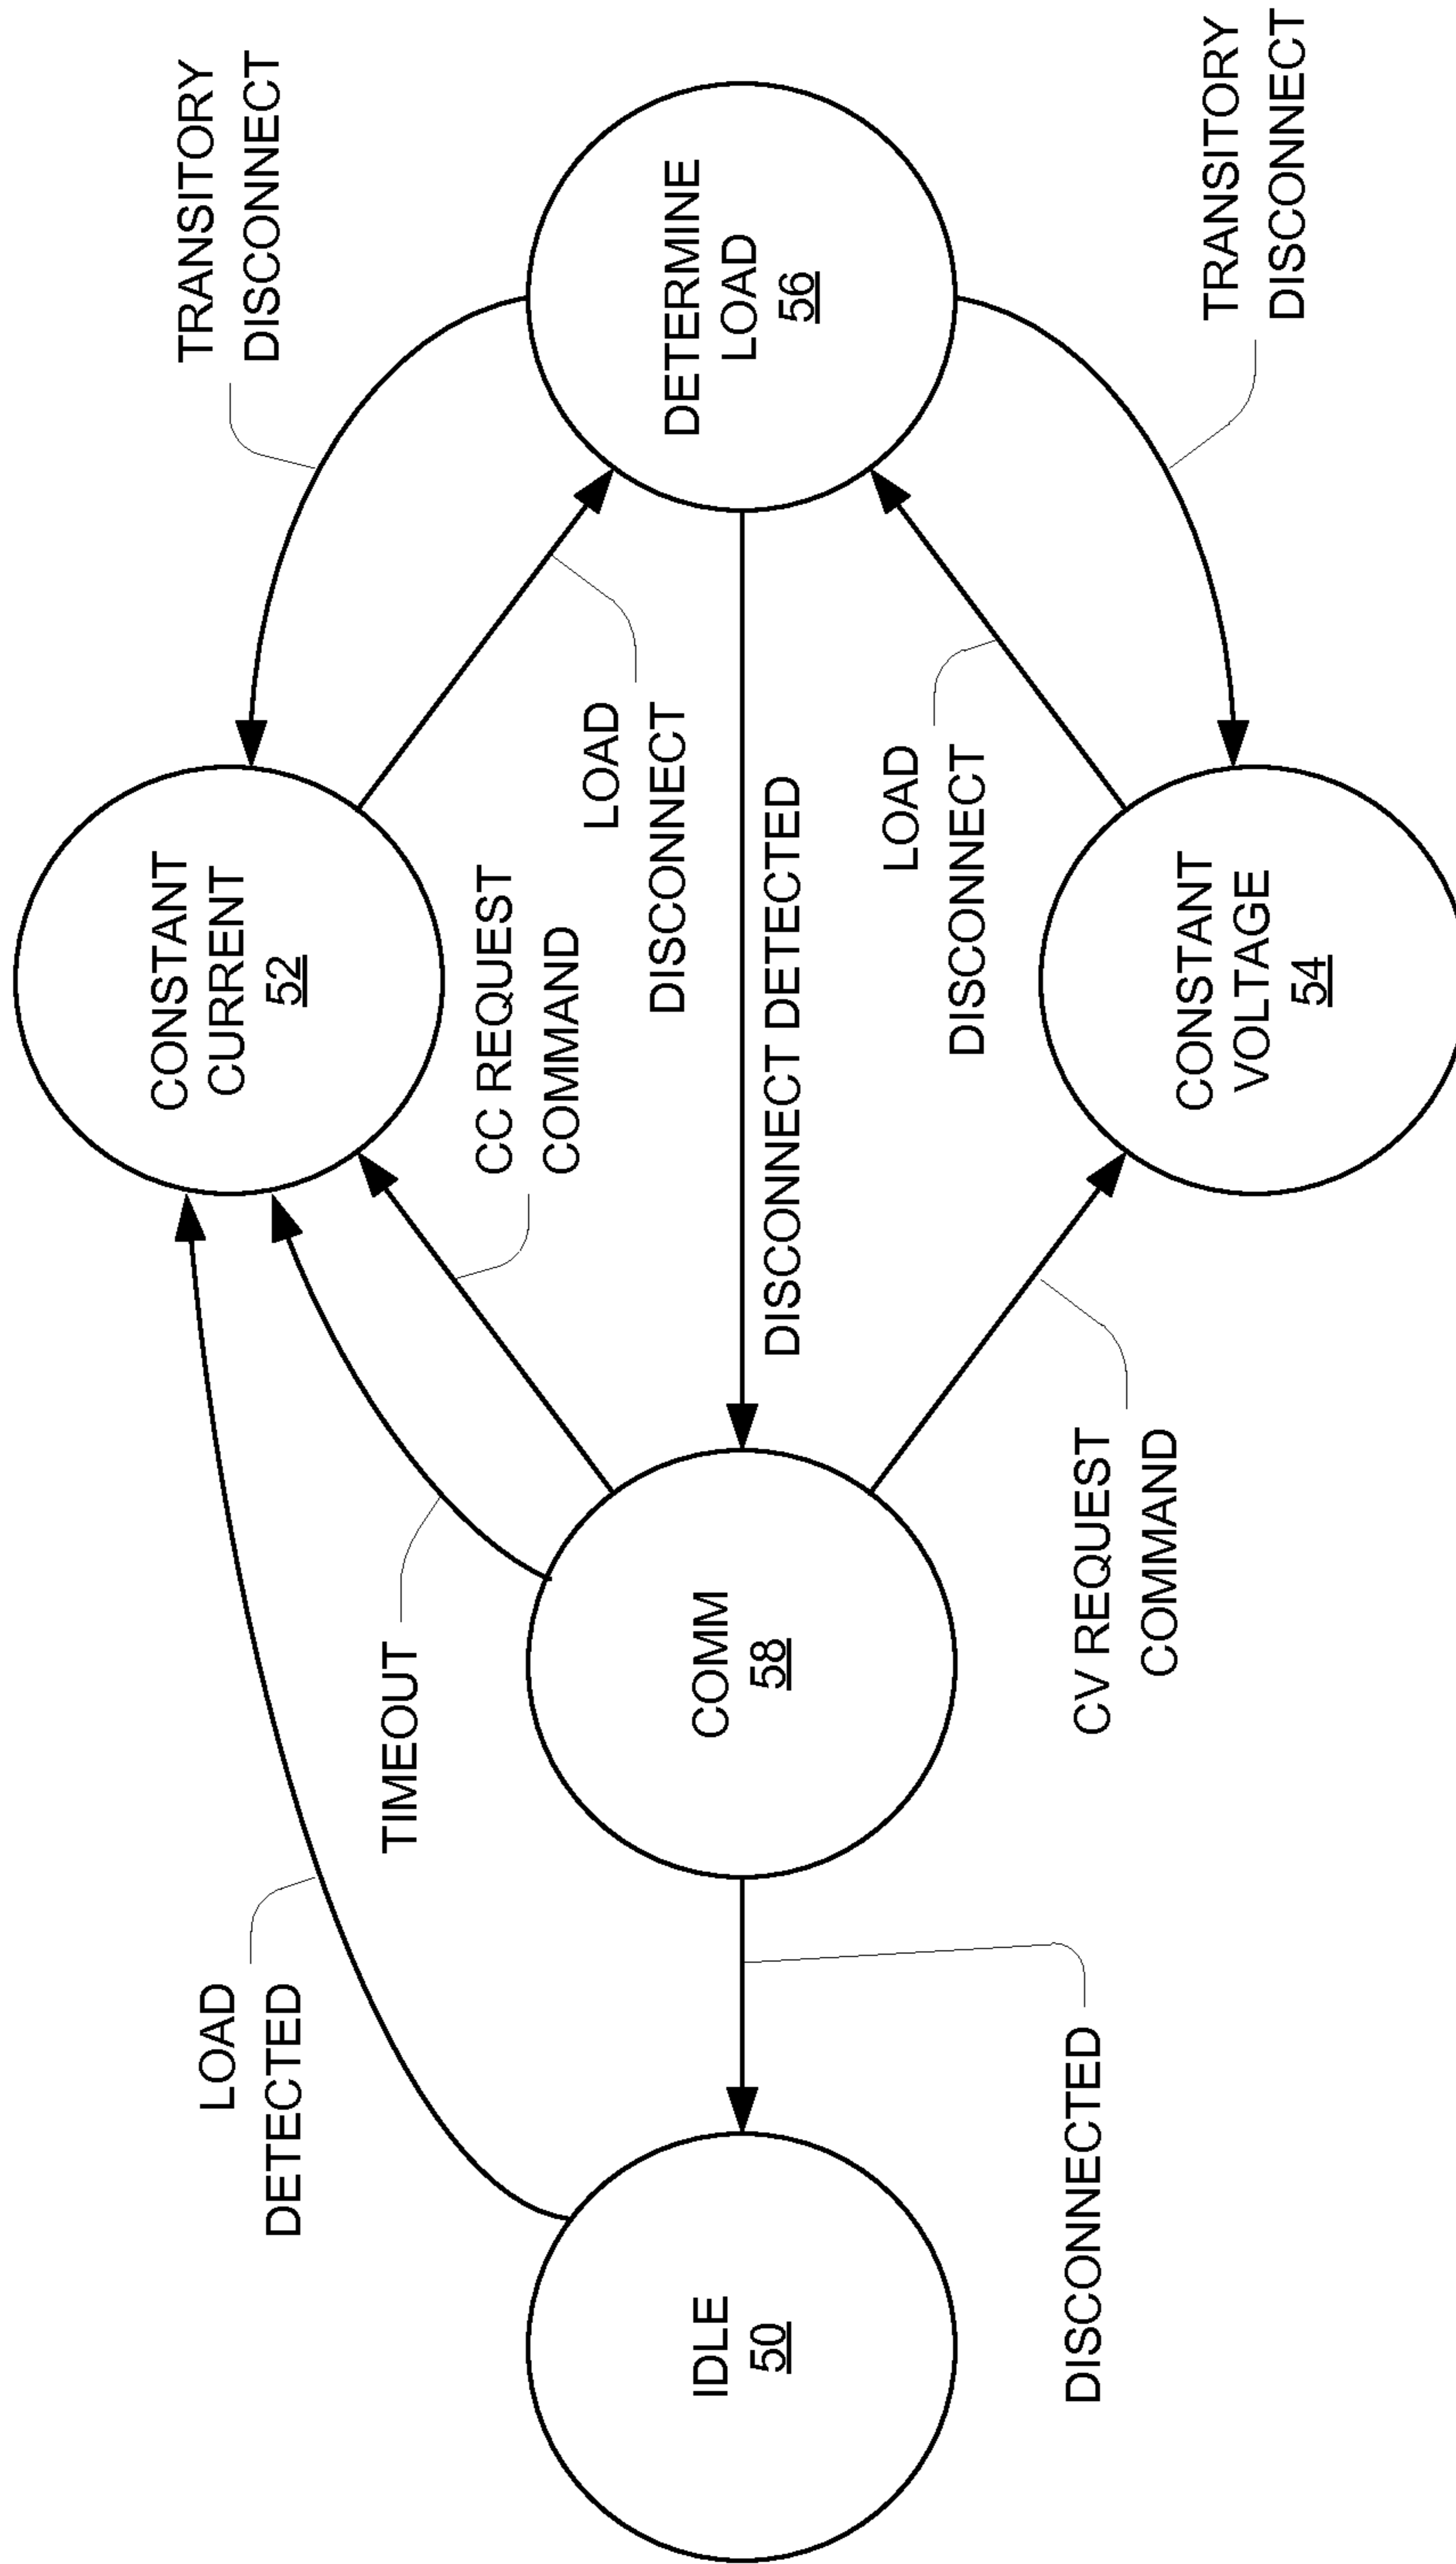 TRANSITORY
DISCONNECT
DETERMINE
LOAD
56
TRANSITORY
DISCONNECT
CONSTANT
CURRENT
52
LOAD
DISCONNECT
CC REQUEST
COMMAND
DISCONNECT DETECTED
LOAD
DISCONNECT
CONSTANT
VOLTAGE
54
TIMEOUT
COMM
58
CV REQUEST
COMMAND
LOAD
DETECTED
IDLE
50
DISCONNECTED